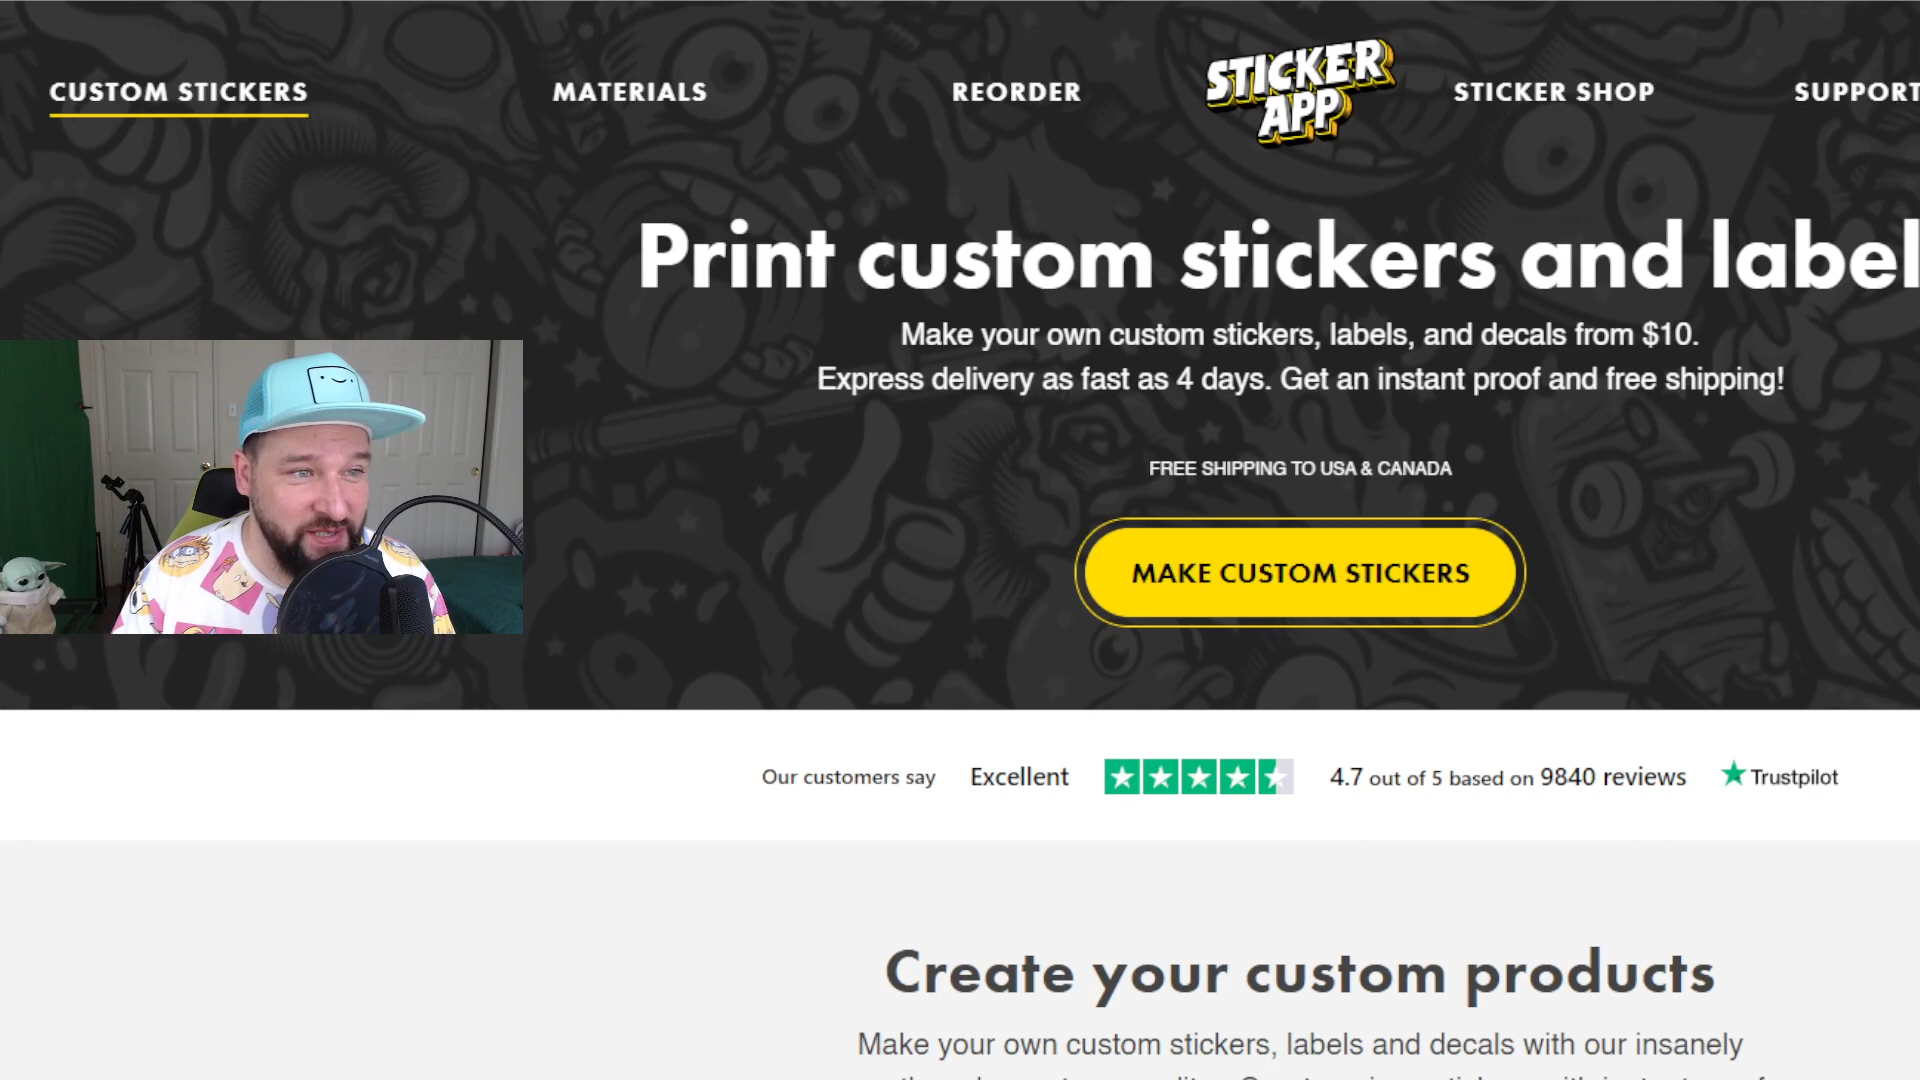 CUSTOM STICKERS
MATERIALS
REORDER
STICKER
APP
STICKER SHOP
SUPPORT
Print custom stickers and label
Make your own custom stickers, labels, and decals from $10.
Express delivery as fast as 4 days. Get an instant proof and free shipping!
FREE SHIPPING TO USA & CANADA
MAKE CUSTOM STICKERS
Our customers say Excellent 4.7 out of 5 based on 9840 reviews Trustpilot
Create your custom products
Make your own custom stickers, labels and decals with our insanely